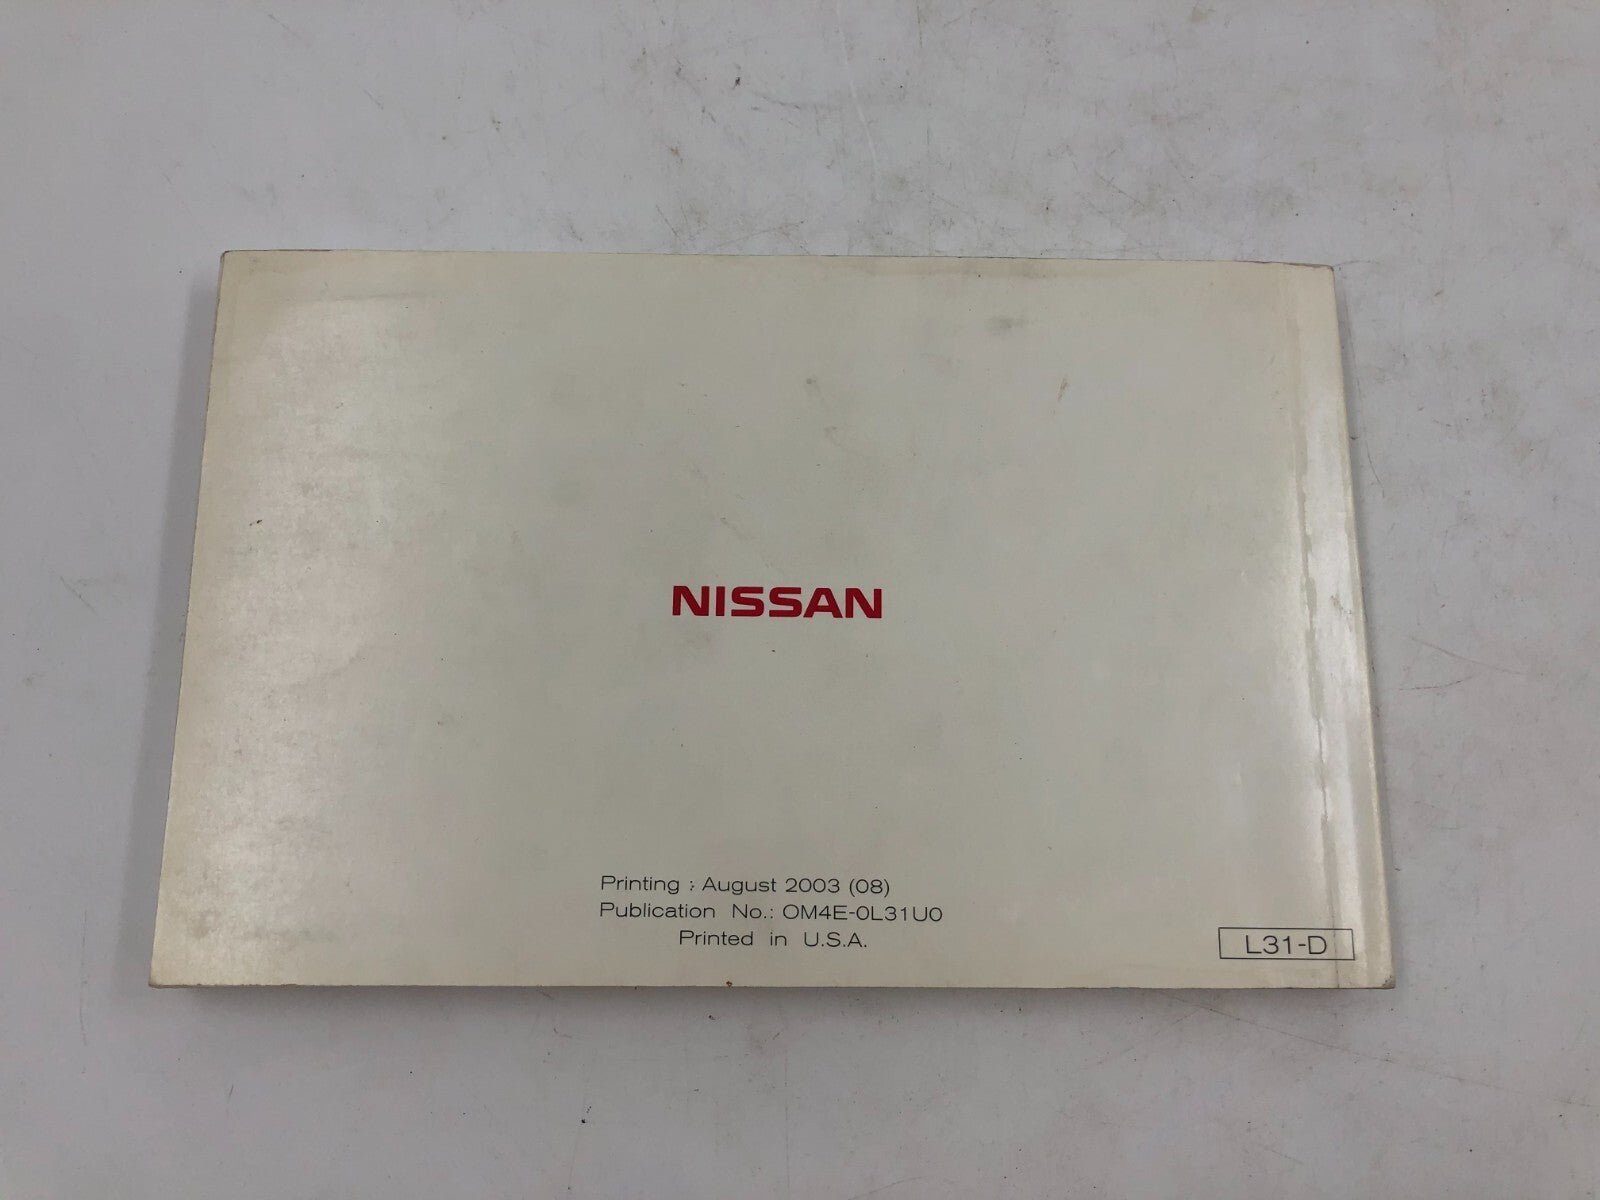 NISSAN
Printing : August 2003 (08)
Publication No.: OM4E-0L31U0
Printed in U.S.A.
L31-D